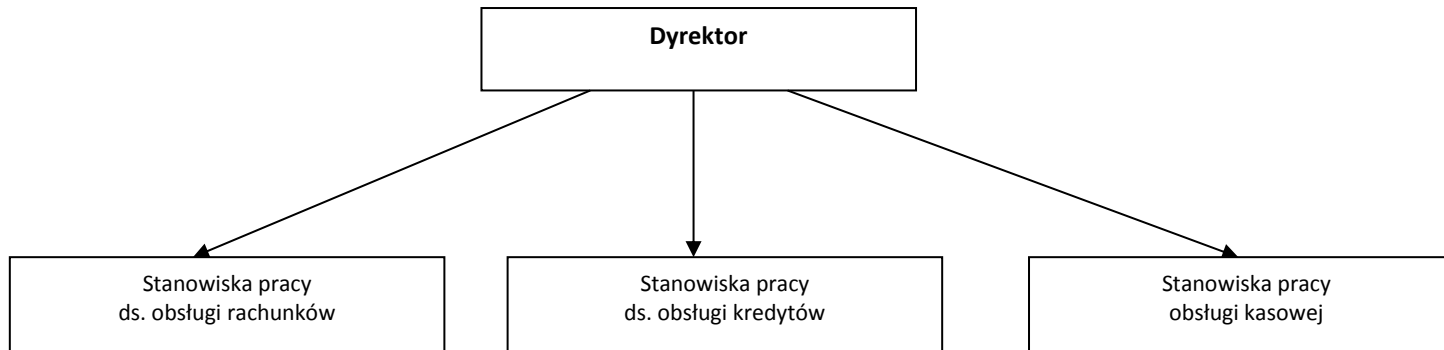 Dyrektor
Stanowiska pracy
ds. obsługi rachunków
Stanowiska pracy
ds. obsługi kredytów
Stanowiska pracy
obsługi kasowej